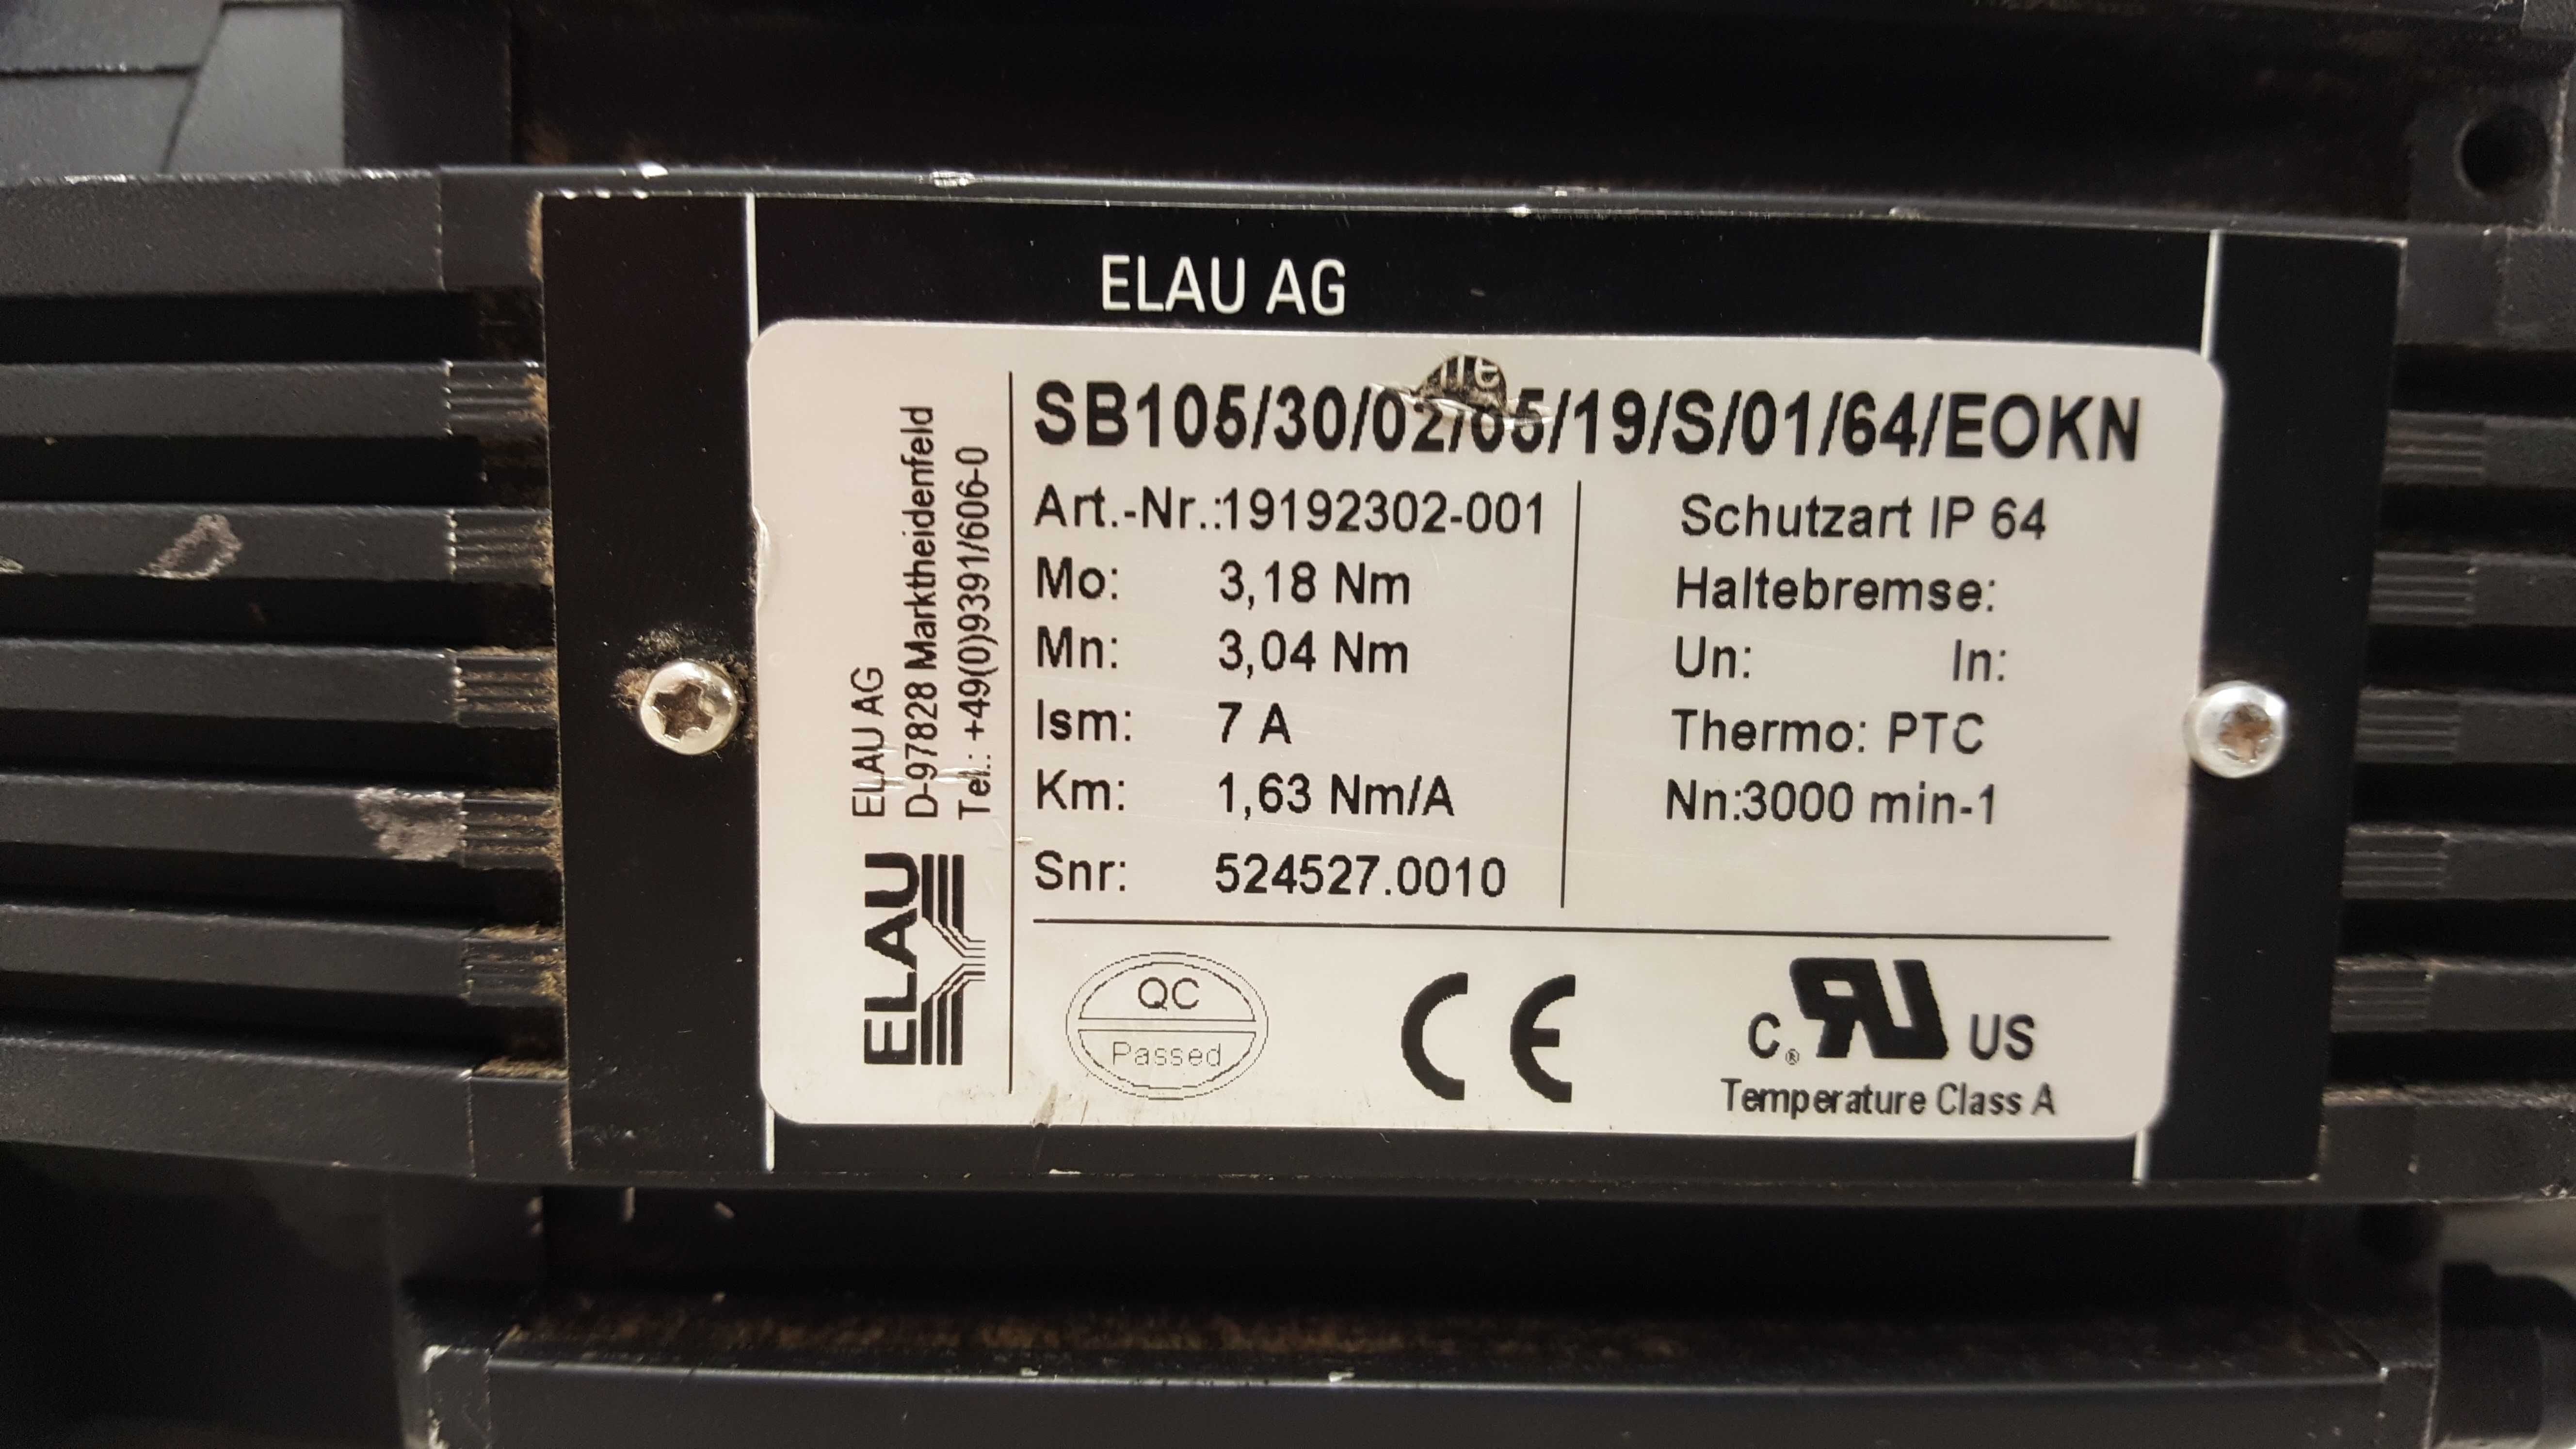 ELAU AG
SB105/30/02/05/19/S/01/64/EOKN
Art.-Nr.:19192302-001
Mo: 3,18 Nm
Mn: 3,04 Nm
Ism: 7 A
Km: 1,63 Nm/A
Snr: 524527.0010
Schutzart IP 64
Haltebremse:
Un: In:
Thermo: PTC
Nn:3000 min-1
ELAU AG
D-97828 Marktheidenfeld
Tel.: +49(0)9391/606-0
ELAU
QC
Passed
CE
C ® RU US
Temperature Class A